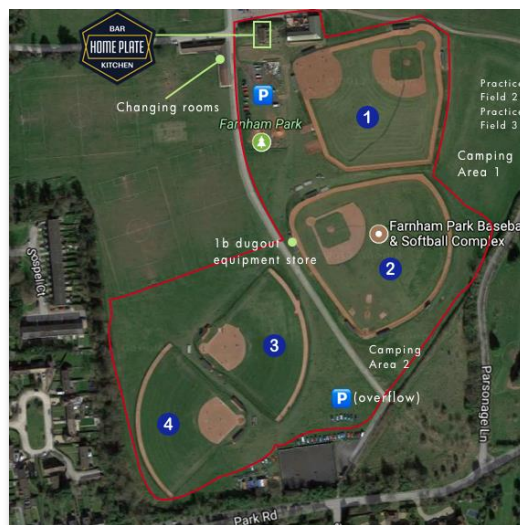 BAR
HOME PLATE
KITCHEN
Changing rooms
P
Farnham Park
1
Practice
Field 2
Practice
Field 3
Camping
Area 1
Farnham Park Baseba
& Softball Complex
2
1b dugout
equipment store
Sospel Ct
3
Camping
Area 2
P (overflow)
4
Parsonage Ln
Park Rd